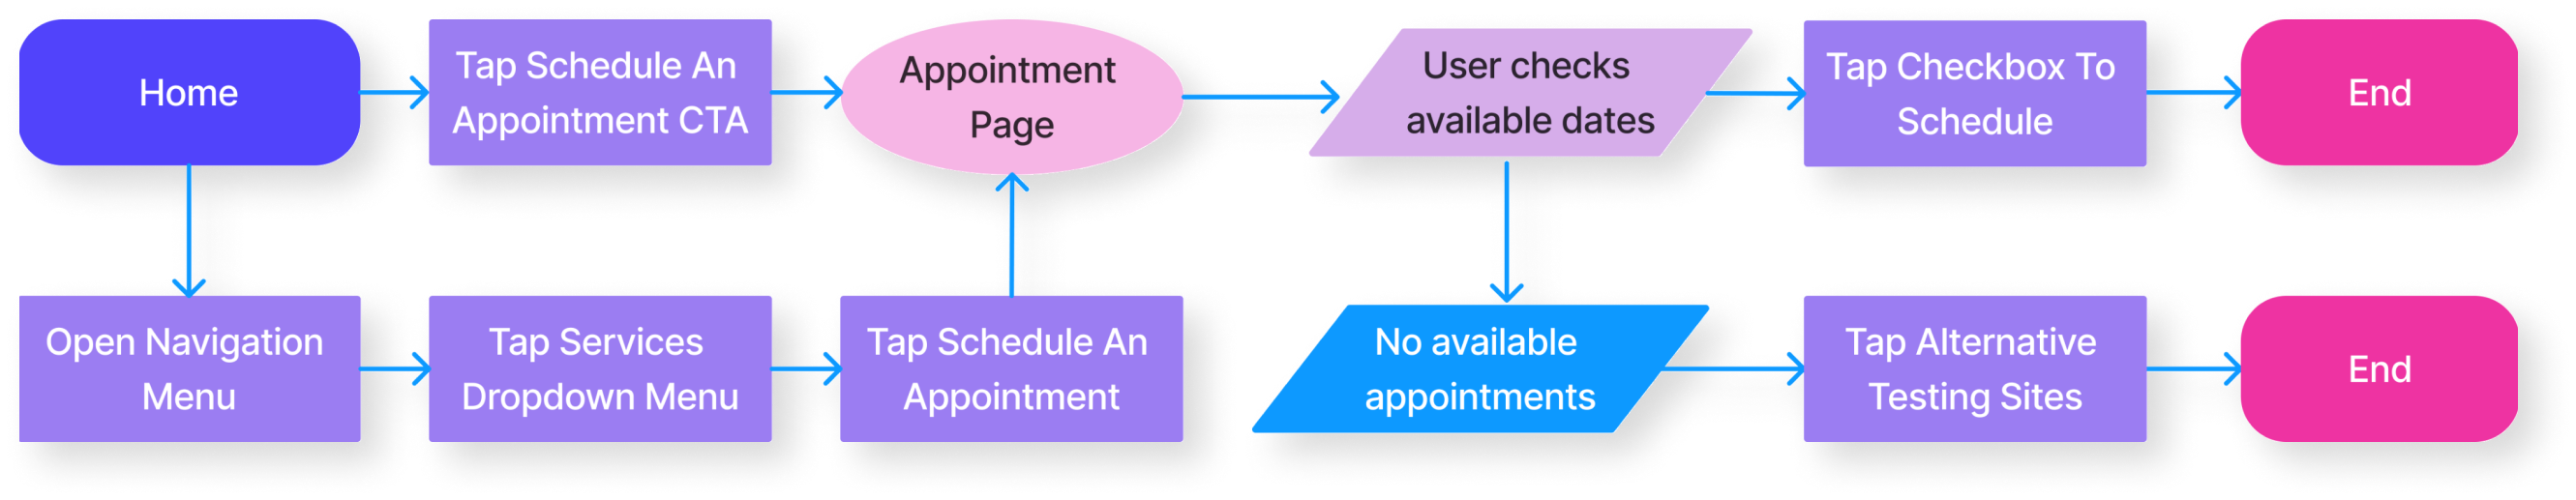 Home
Tap Schedule An
Appointment CTA
Appointment
Page
User checks
available dates
Tap Checkbox To
Schedule
End
Open Navigation
Menu
Tap Services
Dropdown Menu
Tap Schedule An
Appointment
No available
appointments
Tap Alternative
Testing Sites
End